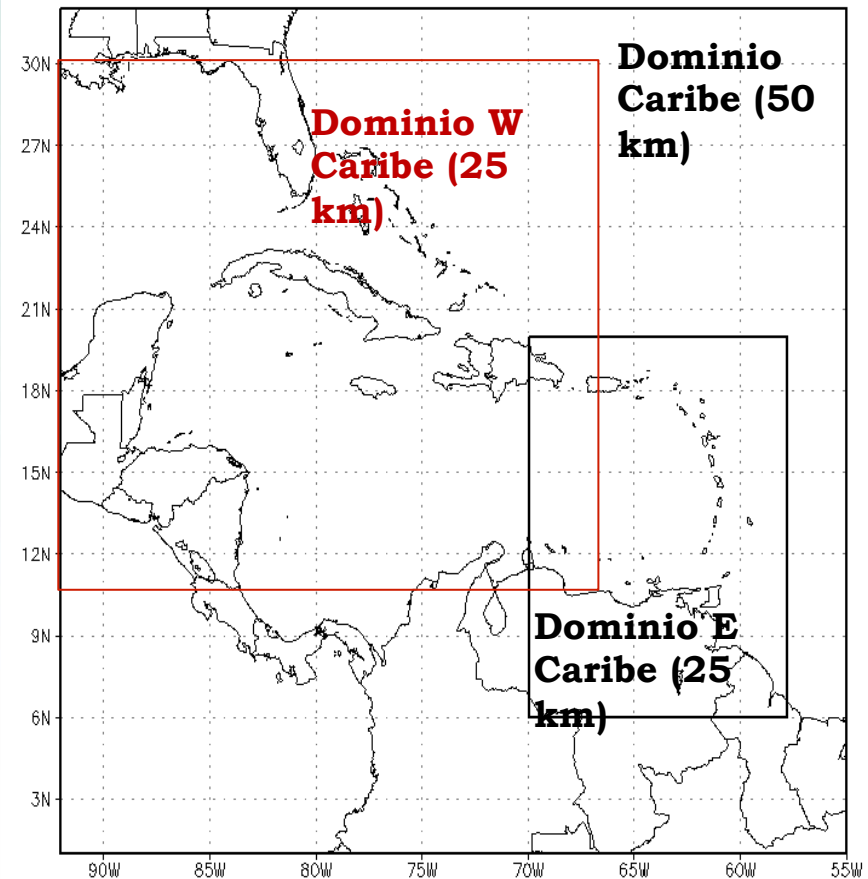 Dominio
Caribe (50
km)
30N
Dominio W
Caribe (25
km)
27N
24N
21N
18N
15N
12N
9N
Dominio E
Caribe (25
km)
6N
3N
90W 85W 80W 75W 70W 65W 60W 55W